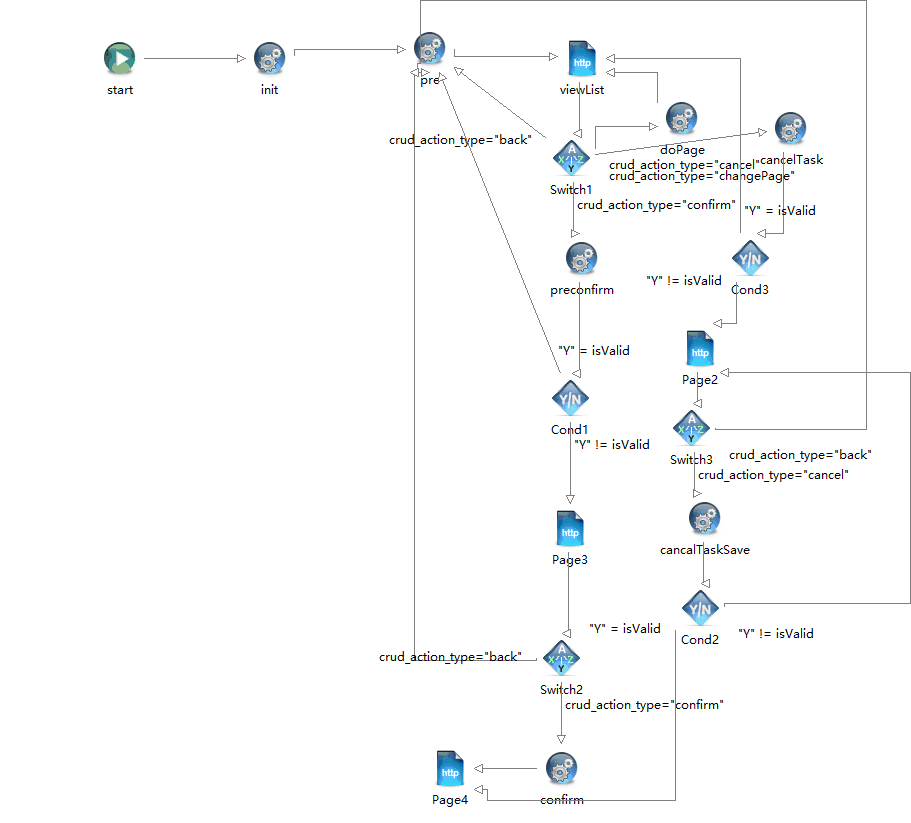 start
init
pre
http
viewList
crud_action_type="back"
A
X Z
Y
Switch1
doPage
cancelTask
crud_action_type="cancel"
crud_action_type="changePage"
crud_action_type="confirm"
"Y" = isValid
preconfirm
"Y" != isValid
Y/N
Cond3
"Y" = isValid
http
Page2
Y/N
Cond1
"Y" != isValid
A
X Z
Y
Switch3
crud_action_type="back"
crud_action_type="cancel"
http
Page3
cancalTaskSave
Y/N
Cond2
"Y" = isValid
"Y" != isValid
crud_action_type="back"
A
X Z
Y
Switch2
crud_action_type="confirm"
http
Page4
confirm